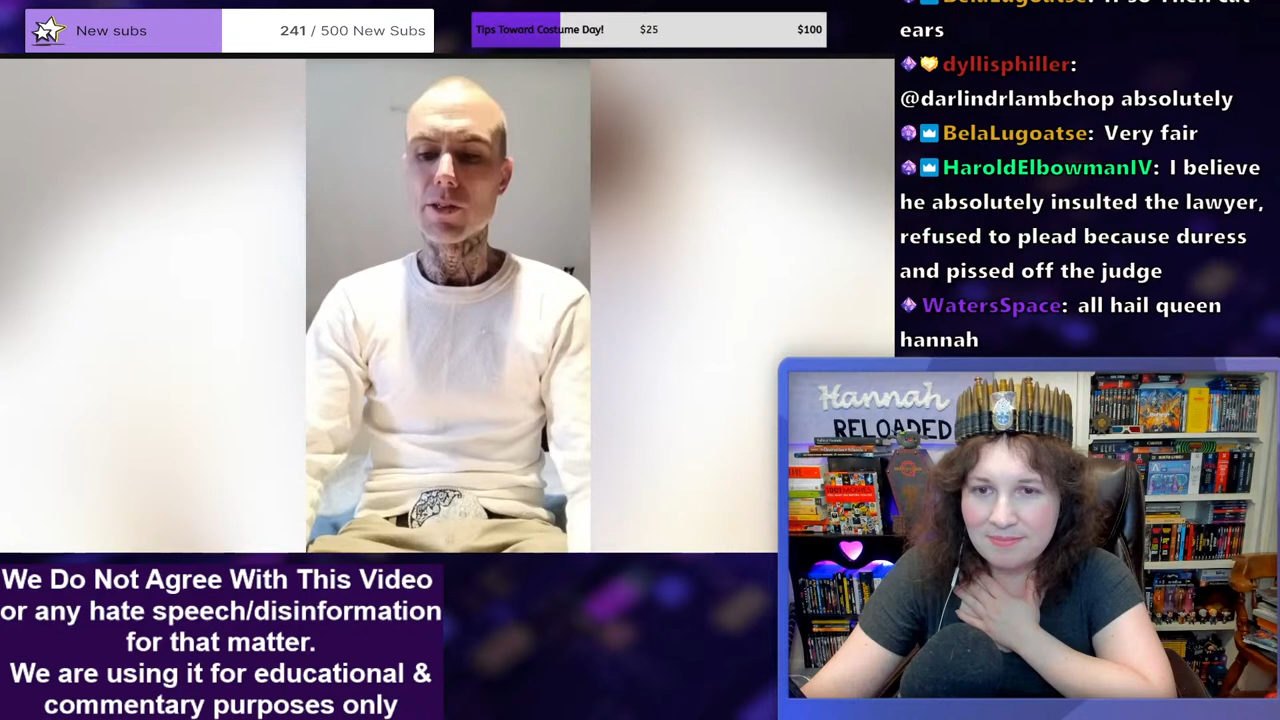 New subs
241 / 500 New Subs
Tips Toward Costume Day!
$25
$100
ears
dyllisphiller:
@darlindrlambchop absolutely
BelaLugoatse: Very fair
HaroldElbowmanIV: I believe
he absolutely insulted the lawyer,
refused to plead because duress
and pissed off the judge
WatersSpace: all hail queen
hannah
Hannah
RELOADED
We Do Not Agree With This Video
or any hate speech/disinformation
for that matter.
We are using it for educational &
commentary purposes only